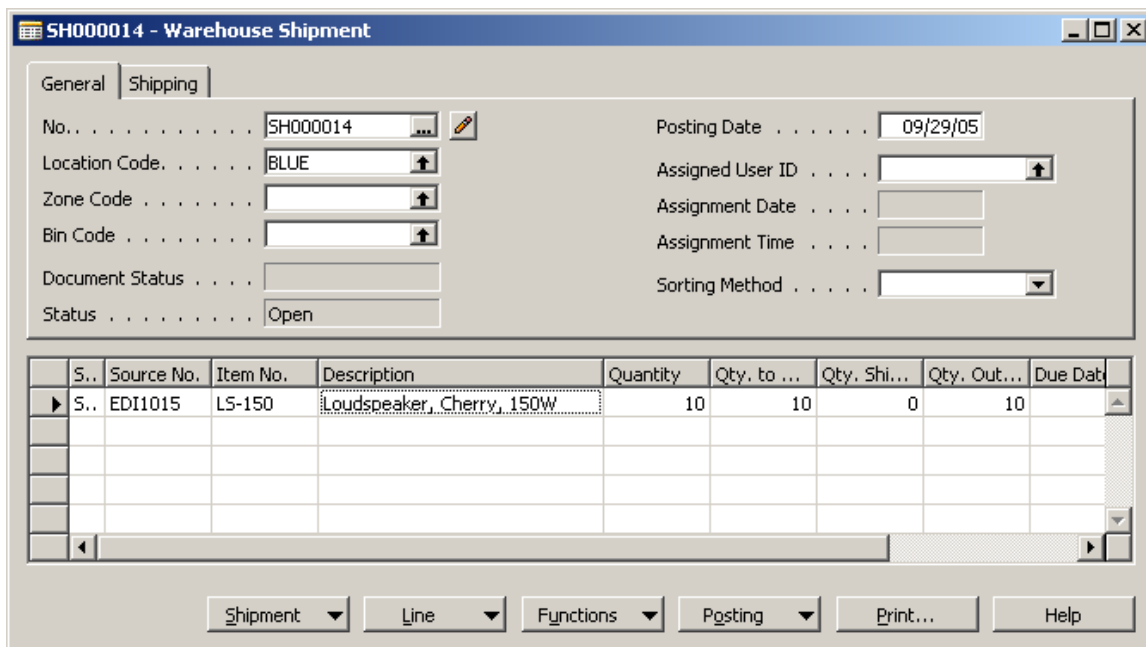 SH000014 - Warehouse Shipment
General Shipping
No. . . . . . . . . . . . SH000014 ... Posting Date . . . . . . 09/29/05
Location Code. . . . . . BLUE Assigned User ID . . . .
Zone Code . . . . . . . Assignment Date . . . .
Bin Code . . . . . . . . Assignment Time . . . .
Document Status . . . . Sorting Method . . . . .
Status . . . . . . . . . Open
S.. Source No. Item No. Description Quantity Qty. to ... Qty. Shi... Qty. Out... Due Dat
S.. EDI1015 LS-150 Loudspeaker, Cherry, 150W 10 10 0 10
Shipment Line Functions Posting Print... Help